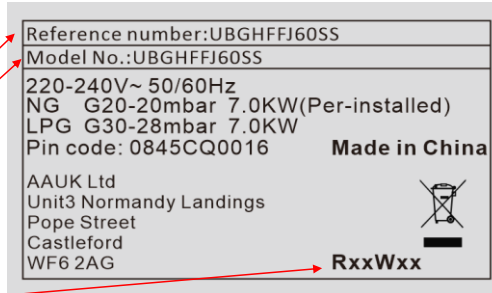 Reference number:UBGHFFJ60SS
Model No.:UBGHFFJ60SS
220-240V~ 50/60Hz
NG G20-20mbar 7.0KW(Per-installed)
LPG G30-28mbar 7.0KW
Pin code: 0845CQ0016 Made in China
AAUK Ltd
Unit3 Normandy Landings
Pope Street
Castleford
WF6 2AG RxxWxx